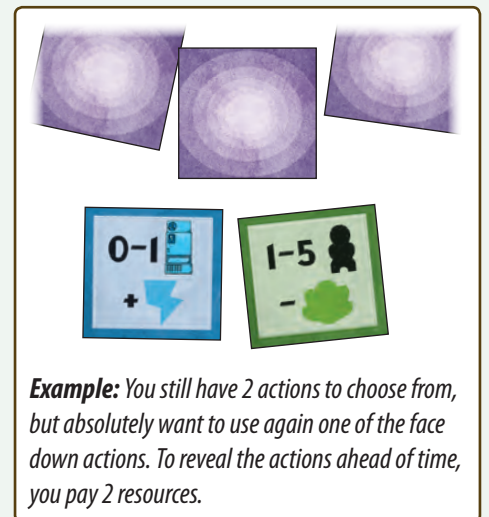 0-1
+
1-5
-
Example: You still have 2 actions to choose from,
but absolutely want to use again one of the face
down actions. To reveal the actions ahead of time,
you pay 2 resources.